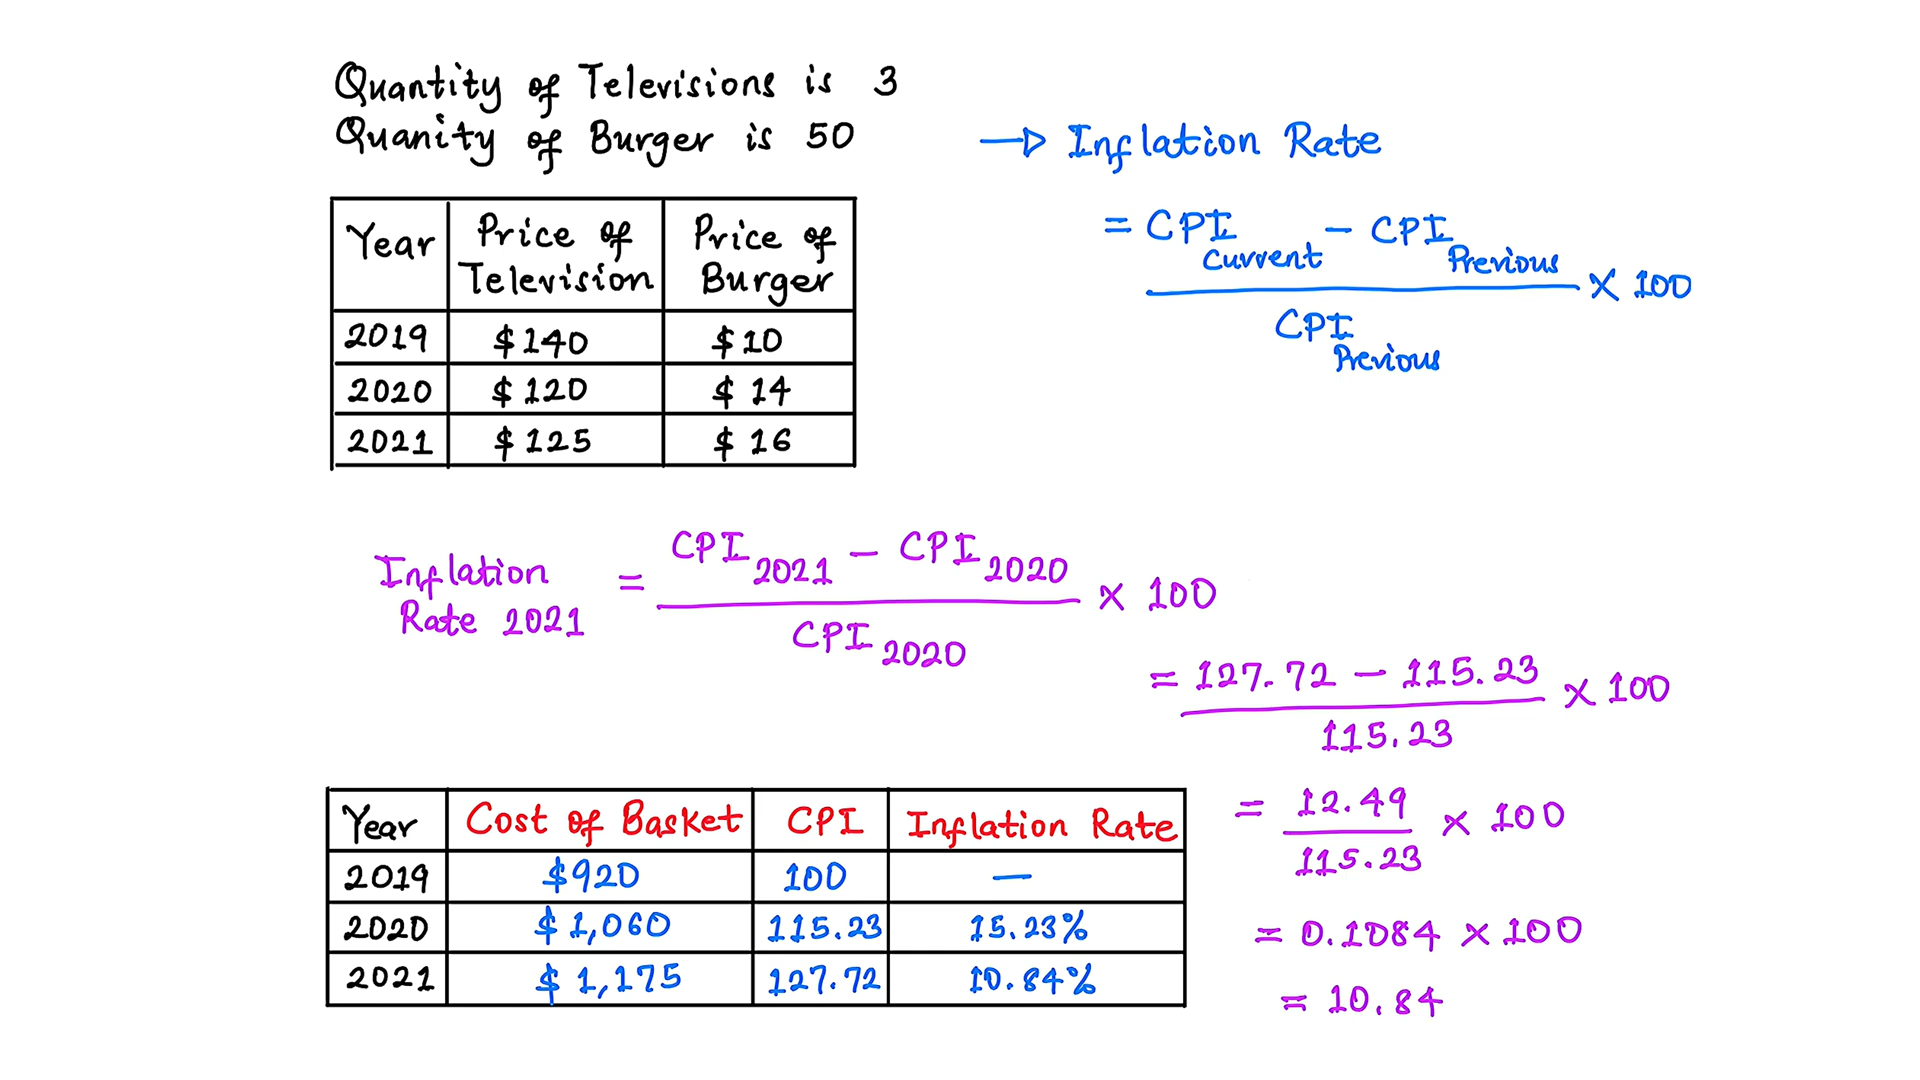 Quantity of Televisions is 3
Quanity of Burger is 50
Year Price of Television Price of Burger
2019 $140 $10
2020 $120 $14
2021 $125 $16
→ Inflation Rate
= CPI Current – CPI Previous
× 100
CPI Previous
Inflation Rate 2021 = CPI 2021 – CPI 2020
× 100
CPI 2020
= 127.72 – 115.23
× 100
115.23
= 12.49
× 100
115.23
= 0.1084 × 100
= 10.84
Year Cost of Basket CPI Inflation Rate
2019 $920 100 —
2020 $1,060 115.23 15.23%
2021 $1,175 127.72 10.84%